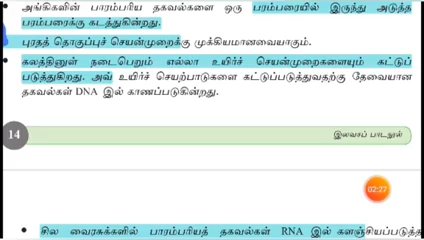 அங்கிகளின் பாரம்பரிய தகவல்களை ஒரு பரம்பரையில் இருந்து அடுத்த
பரம்பரைக்கு கடத்துகின்றது.
புரதத் தொகுப்புச் செயன்முறைக்கு முக்கியமானவையாகும்.
கலத்தினுள் நடைபெறும் எல்லா உயிர்ச் செயன்முறைகளையும் கட்டுப்
படுத்துகிறது. அவ் உயிர்ச் செயற்பாடுகளை கட்டுப்படுத்துவதற்கு தேவையான
தகவல்கள் DNA இல் காணப்படுகின்றது.
14
இலவசப் பாடநூல்
02:27
சில வைரசுக்களில் பாரம்பரியத் தகவல்கள் RNA இல் களஞ்சியப்படுத்த